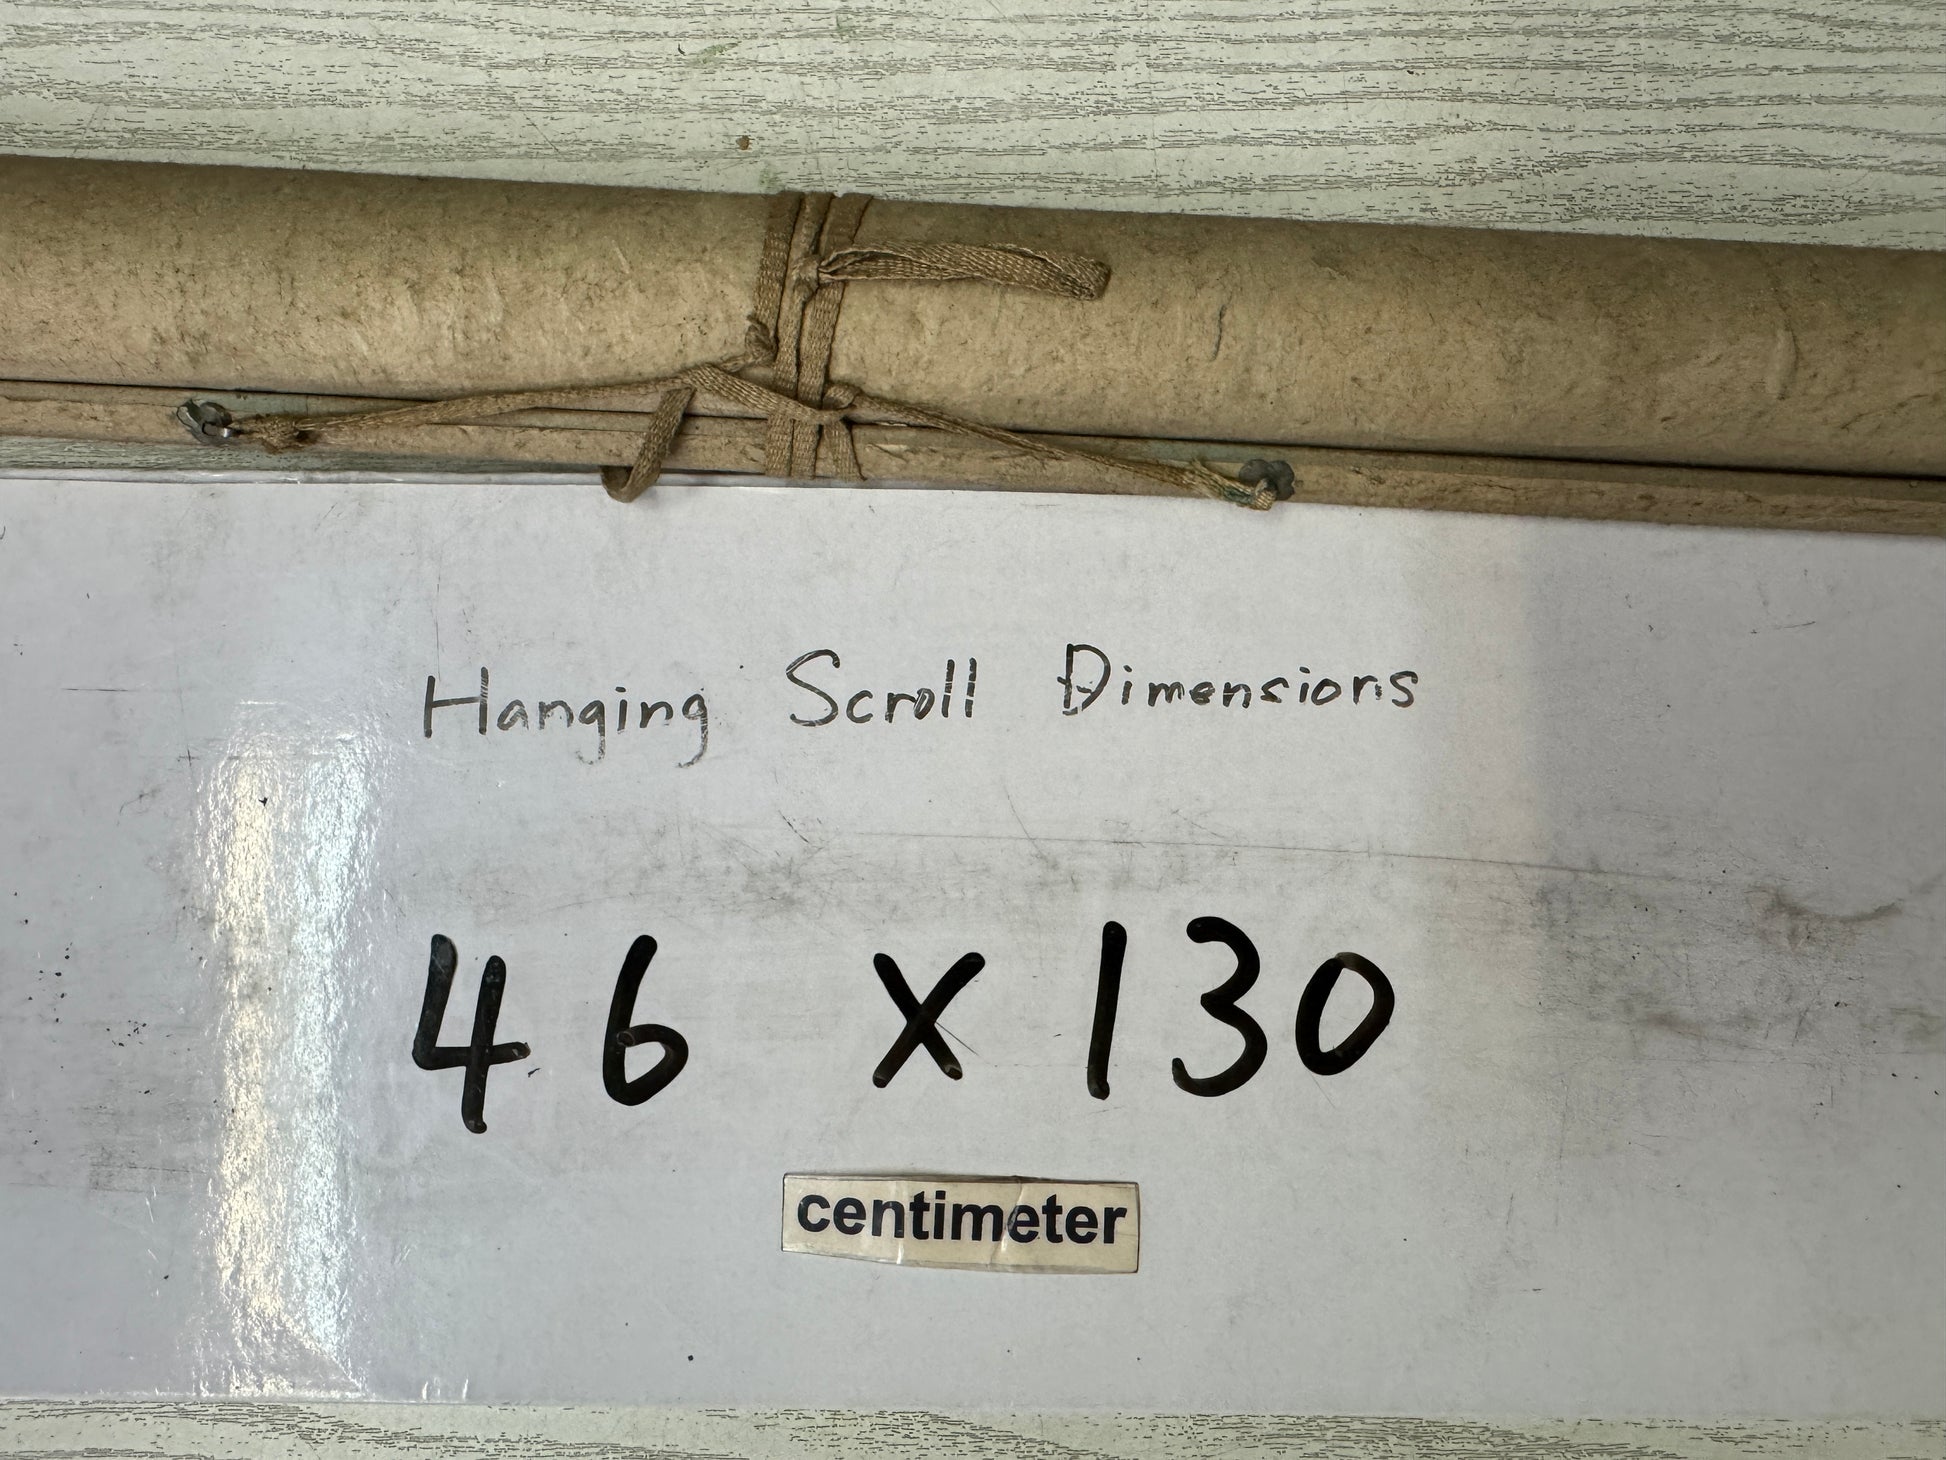 Hanging Scroll Dimensions
46 x 130
centimeter